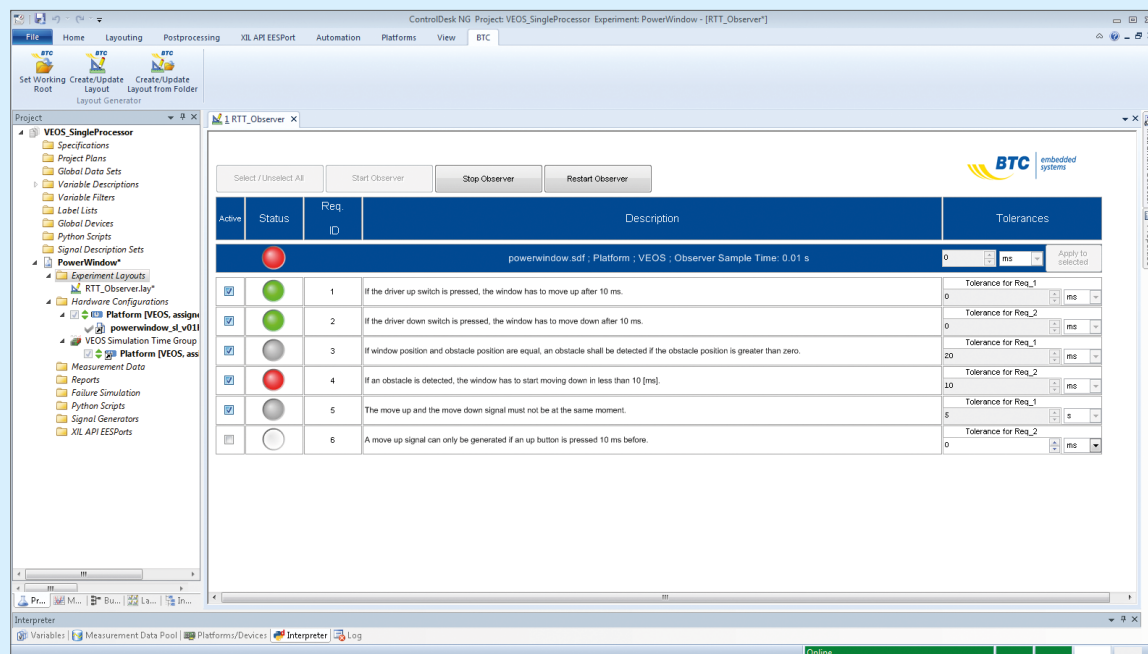 ControlDesk NG Project: VEOS_SingleProcessor Experiment: PowerWindow - [RTT_Observer*]
File Home Layouting Postprocessing XIL API EESPort Automation Platforms View BTC
BTC BTC BTC
Set Working Root
Create/Update Layout
Create/Update Layout from Folder
Layout Generator
Project
VEOS_SingleProcessor
Specifications
Project Plans
Global Data Sets
Variable Descriptions
Variable Filters
Label Lists
Global Devices
Python Scripts
Signal Description Sets
PowerWindow*
Experiment Layouts
RTT_Observer.lay*
Hardware Configurations
Platform [VEOS, assign
powerwindow_sl_v01
VEOS Simulation Time Group
Platform [VEOS, ass
Measurement Data
Reports
Failure Simulation
Python Scripts
Signal Generators
XIL API EESPorts
Pr... M... Bu... La... In...
1 RTT_Observer
Select / Unselect All Start Observer Stop Observer Restart Observer
BTC embedded systems
Active Status Req. ID Description Tolerances
powerwindow.sdf ; Platform ; VEOS ; Observer Sample Time: 0.01 s 0 ms Apply to selected
Tolerance for Req_1
1 If the driver up switch is pressed, the window has to move up after 10 ms. 0 ms
Tolerance for Req_2
2 If the driver down switch is pressed, the window has to move down after 10 ms. 0 ms
Tolerance for Req_1
3 If window position and obstacle position are equal, an obstacle shall be detected if the obstacle position is greater than zero. 20 ms
Tolerance for Req_2
4 If an obstacle is detected, the window has to start moving down in less than 10 [ms]. 10 ms
Tolerance for Req_1
5 The move up and the move down signal must not be at the same moment. 5 s
Tolerance for Req_2
6 A move up signal can only be generated if an up button is pressed 10 ms before. 0 ms
Interpreter
Variables Measurement Data Pool Platforms/Devices Interpreter Log
Online